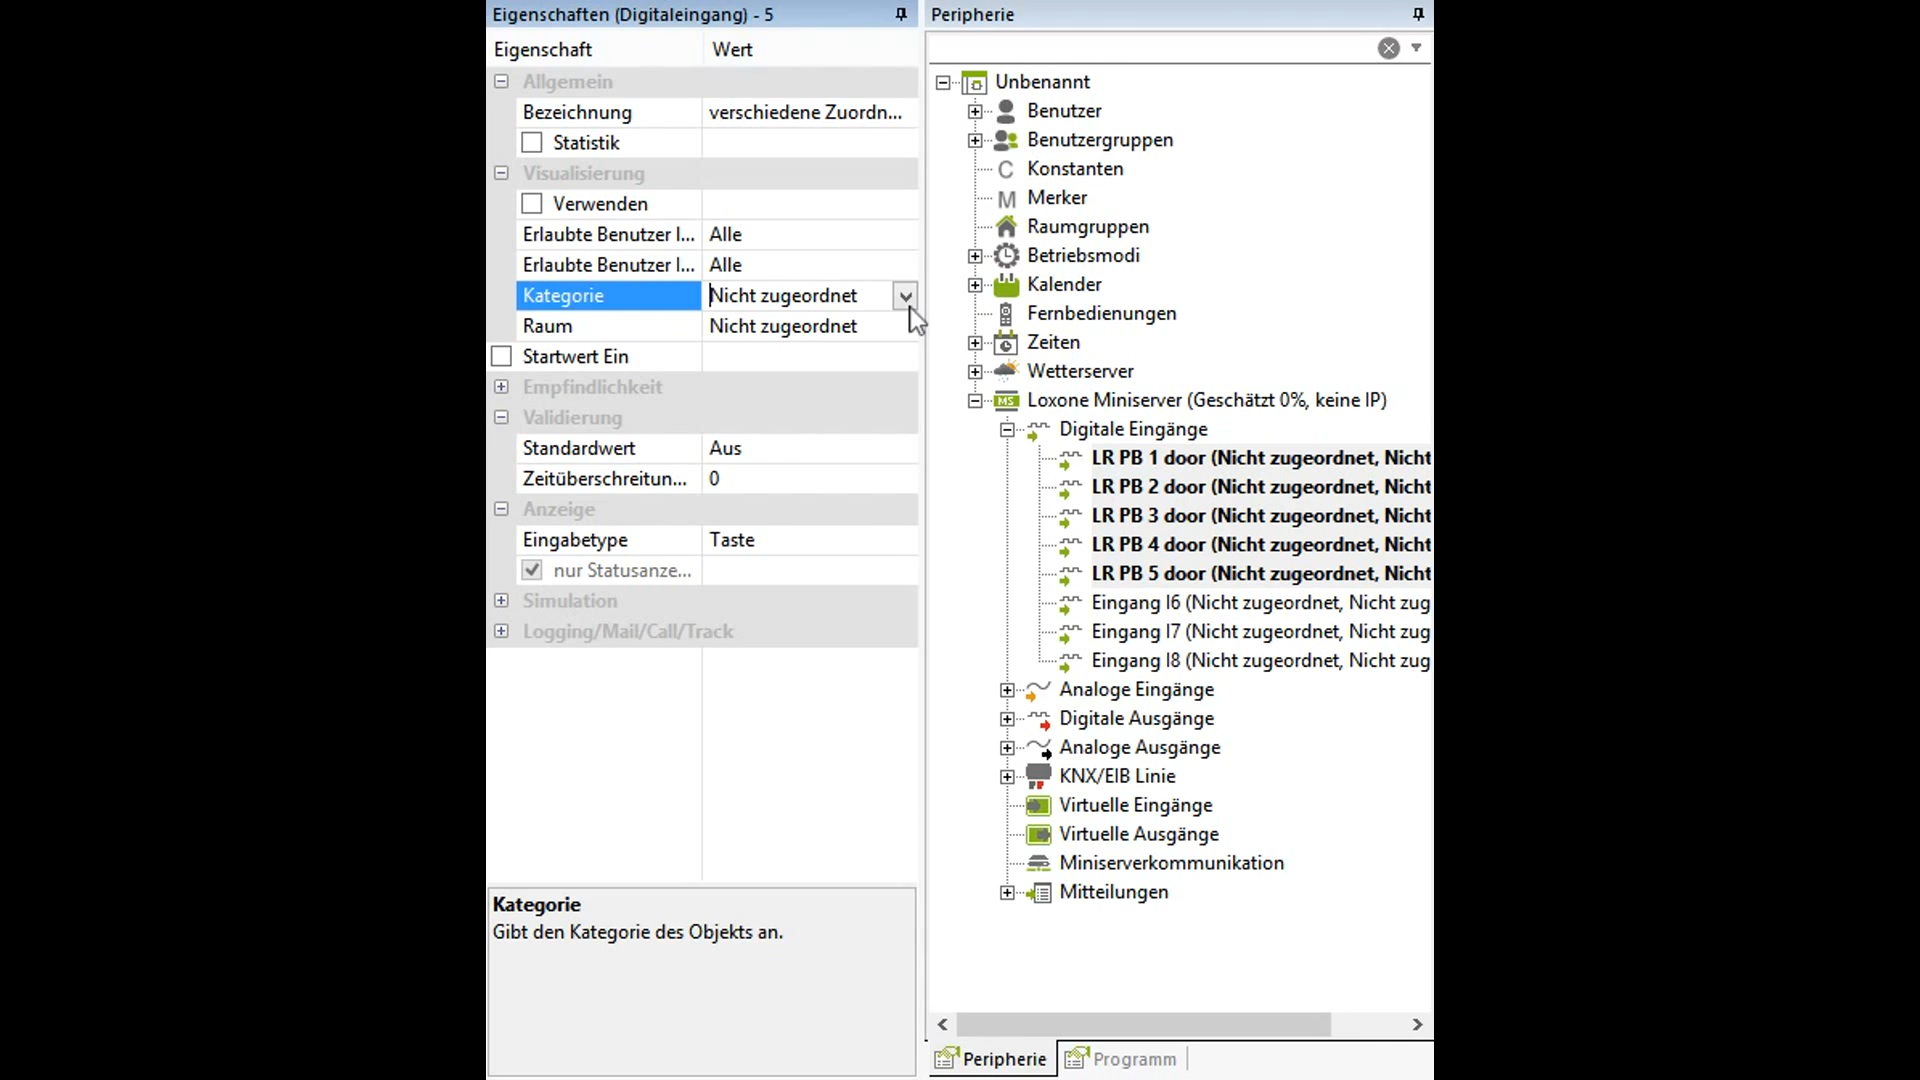 Eigenschaften (Digitaleingang) - 5
Eigenschaft Wert
Allgemein
Bezeichnung verschiedene Zuordn...
Statistik
Visualisierung
Verwenden
Erlaubte Benutzer I... Alle
Erlaubte Benutzer I... Alle
Kategorie Nicht zugeordnet
Raum Nicht zugeordnet
Startwert Ein
Empfindlichkeit
Validierung
Standardwert Aus
Zeitüberschreitun... 0
Anzeige
Eingabetype Taste
nur Statusanze...
Simulation
Logging/Mail/Call/Track
Kategorie
Gibt den Kategorie des Objekts an.
Peripherie
Unbenannt
Benutzer
Benutzergruppen
C Konstanten
M Merker
Raumgruppen
Betriebsmodi
Kalender
Fernbedienungen
Zeiten
Wetterserver
MS Loxone Miniserver (Geschätzt 0%, keine IP)
Digitale Eingänge
LR PB 1 door (Nicht zugeordnet, Nicht
LR PB 2 door (Nicht zugeordnet, Nicht
LR PB 3 door (Nicht zugeordnet, Nicht
LR PB 4 door (Nicht zugeordnet, Nicht
LR PB 5 door (Nicht zugeordnet, Nicht
Eingang I6 (Nicht zugeordnet, Nicht zug
Eingang I7 (Nicht zugeordnet, Nicht zug
Eingang I8 (Nicht zugeordnet, Nicht zug
Analoge Eingänge
Digitale Ausgänge
Analoge Ausgänge
KNX/EIB Linie
Virtuelle Eingänge
Virtuelle Ausgänge
Miniserverkommunikation
Mitteilungen
Peripherie Programm